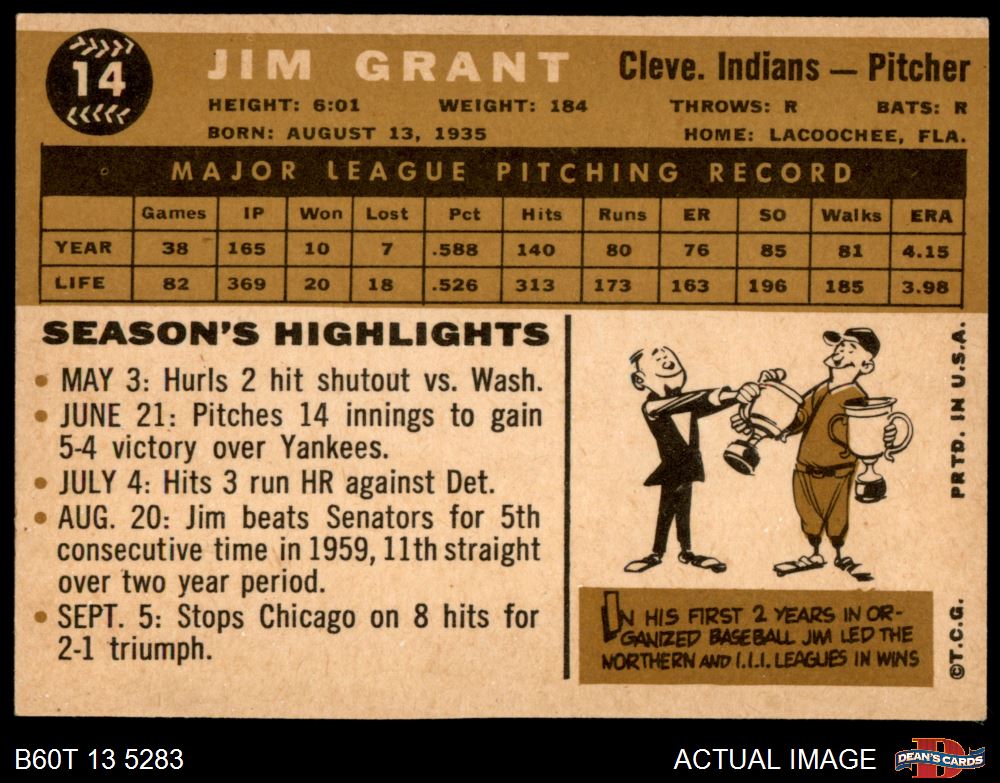 14
JIM GRANT
Cleve. Indians — Pitcher
HEIGHT: 6:01 WEIGHT: 184 THROWS: R BATS: R
BORN: AUGUST 13, 1935 HOME: LACOOCHEE, FLA.
MAJOR LEAGUE PITCHING RECORD
Games IP Won Lost Pct Hits Runs ER SO Walks ERA
YEAR 38 165 10 7 .588 140 80 76 85 81 4.15
LIFE 82 369 20 18 .526 313 173 163 196 185 3.98
SEASON'S HIGHLIGHTS
• MAY 3: Hurls 2 hit shutout vs. Wash.
• JUNE 21: Pitches 14 innings to gain
5-4 victory over Yankees.
• JULY 4: Hits 3 run HR against Det.
• AUG. 20: Jim beats Senators for 5th
consecutive time in 1959, 11th straight
over two year period.
• SEPT. 5: Stops Chicago on 8 hits for
2-1 triumph.
IN HIS FIRST 2 YEARS IN OR-
GANIZED BASEBALL JIM LED THE
NORTHERN AND I.I.I. LEAGUES IN WINS
PRTD. IN U.S.A.
©T.C.G.
B60T 13 5283
ACTUAL IMAGE
D
DEAN'S CARDS